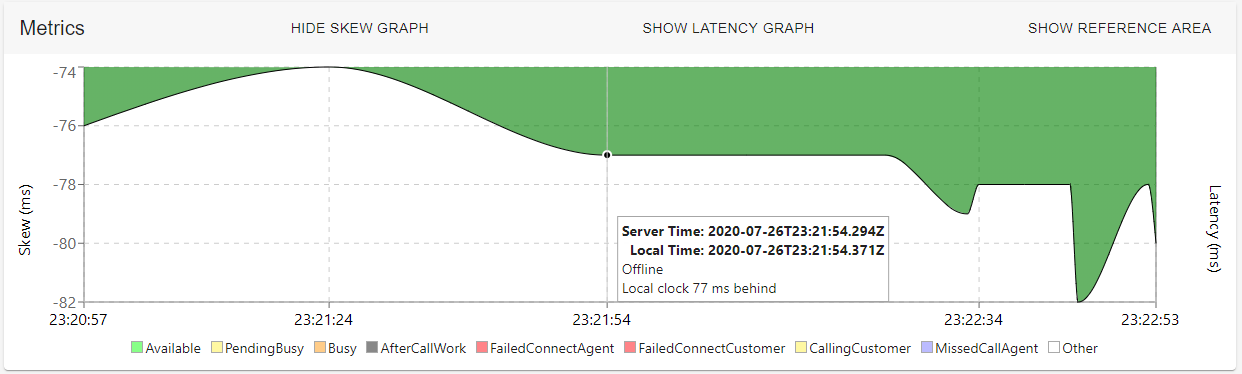 Metrics
HIDE SKEW GRAPH
SHOW LATENCY GRAPH
SHOW REFERENCE AREA
-74
-76
-78
-80
-82
Skew (ms)
Latency (ms)
Server Time: 2020-07-26T23:21:54.294Z
Local Time: 2020-07-26T23:21:54.371Z
Offline
Local clock 77 ms behind
23:20:57 23:21:24 23:21:54 23:22:34 23:22:53
Available PendingBusy Busy AfterCallWork FailedConnectAgent FailedConnectCustomer CallingCustomer MissedCallAgent Other